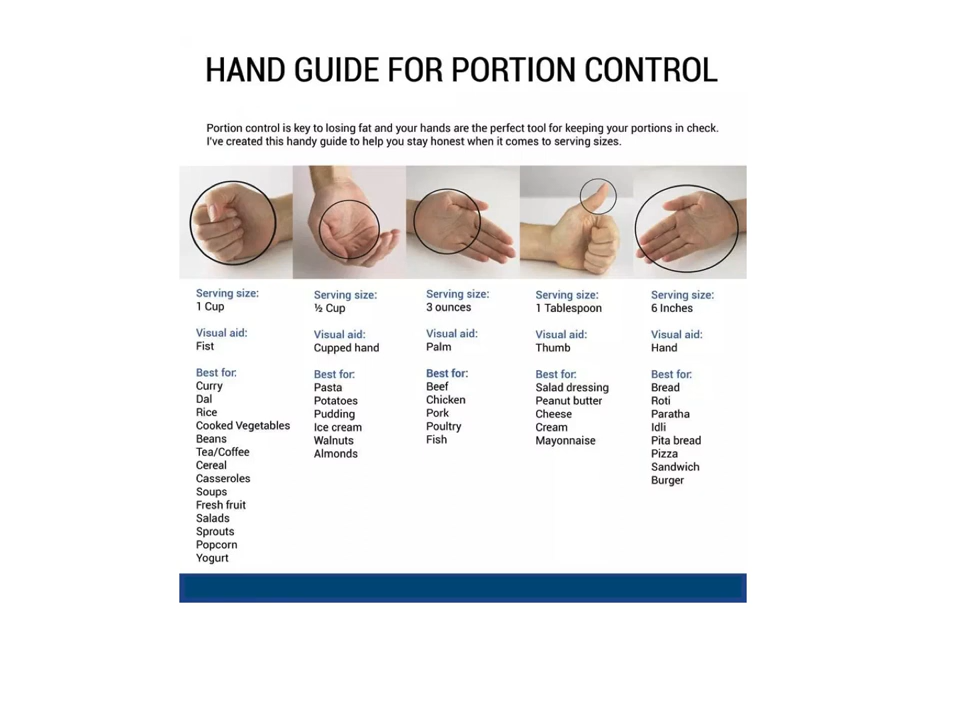 HAND GUIDE FOR PORTION CONTROL
Portion control is key to losing fat and your hands are the perfect tool for keeping your portions in check.
I've created this handy guide to help you stay honest when it comes to serving sizes.
Serving size:
1 Cup
Visual aid:
Fist
Best for:
Curry
Dal
Rice
Cooked Vegetables
Beans
Tea/Coffee
Cereal
Casseroles
Soups
Fresh fruit
Salads
Sprouts
Popcorn
Yogurt
Serving size:
½ Cup
Visual aid:
Cupped hand
Best for:
Pasta
Potatoes
Pudding
Ice cream
Walnuts
Almonds
Serving size:
3 ounces
Visual aid:
Palm
Best for:
Beef
Chicken
Pork
Poultry
Fish
Serving size:
1 Tablespoon
Visual aid:
Thumb
Best for:
Salad dressing
Peanut butter
Cheese
Cream
Mayonnaise
Serving size:
6 Inches
Visual aid:
Hand
Best for:
Bread
Roti
Paratha
Idli
Pita bread
Pizza
Sandwich
Burger